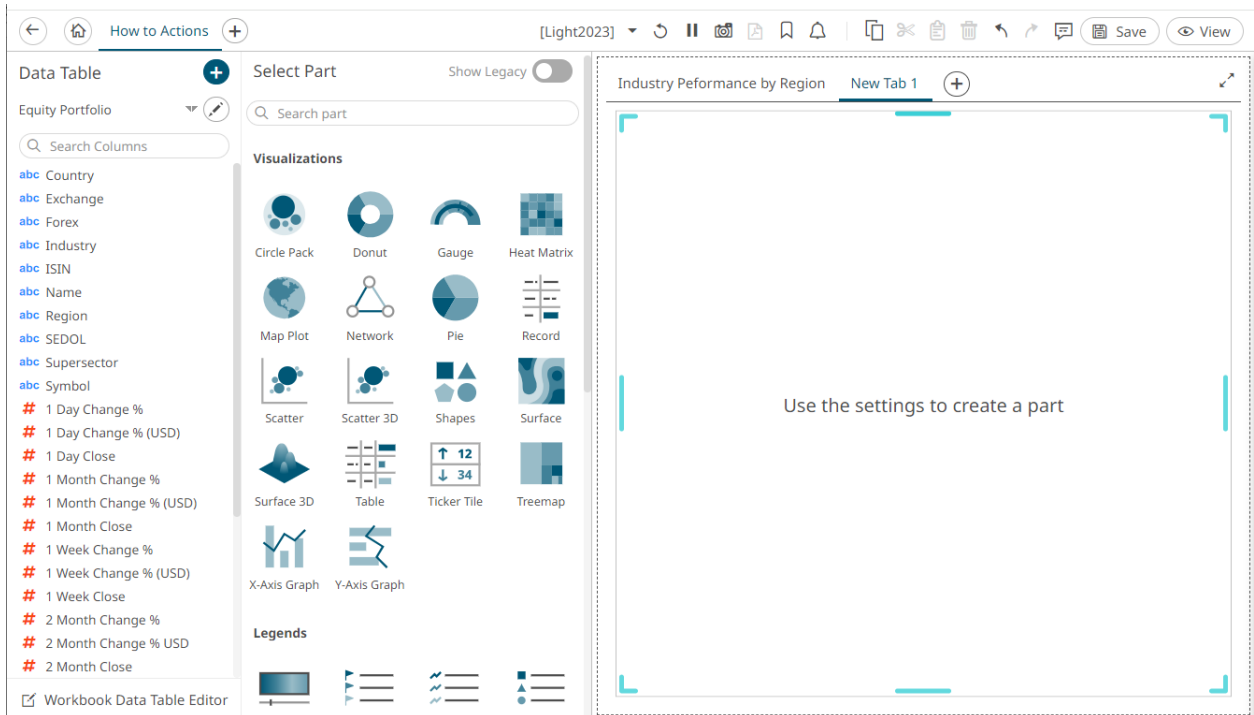 How to Actions
[Light2023]
Save
View
Data Table
Equity Portfolio
Search Columns
abc Country
abc Exchange
abc Forex
abc Industry
abc ISIN
abc Name
abc Region
abc SEDOL
abc Supersector
abc Symbol
# 1 Day Change %
# 1 Day Change % (USD)
# 1 Day Close
# 1 Month Change %
# 1 Month Change % (USD)
# 1 Month Close
# 1 Week Change %
# 1 Week Change % (USD)
# 1 Week Close
# 2 Month Change %
# 2 Month Change % USD
# 2 Month Close
Workbook Data Table Editor
Select Part
Show Legacy
Search part
Visualizations
Circle Pack Donut Gauge Heat Matrix
Map Plot Network Pie Record
Scatter Scatter 3D Shapes Surface
12
34
Surface 3D Table Ticker Tile Treemap
X-Axis Graph Y-Axis Graph
Legends
Industry Peformance by Region New Tab 1
Use the settings to create a part